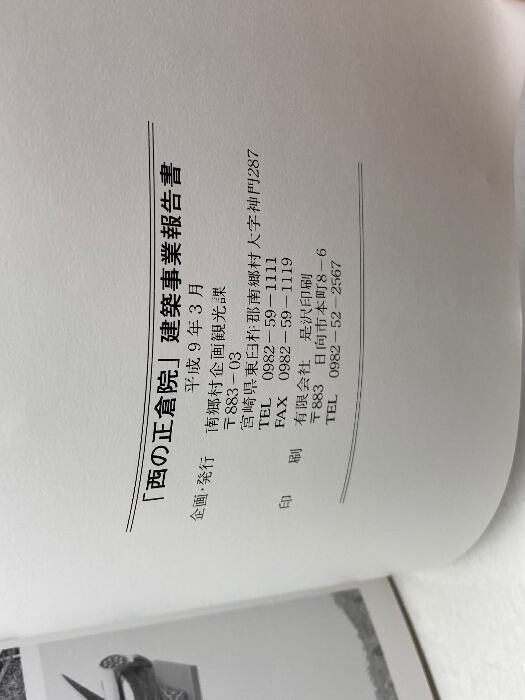 「西の正倉院」建築事業報告書
平成9年3月
企画・発行 南郷村企画観光課
〒883-03
宮崎県東臼杵郡南郷村大字神門287
TEL 0982-59-1111
FAX 0982-59-1119
印 刷 有限会社 是沢印刷
〒883 日向市本町8-6
TEL 0982-52-2567